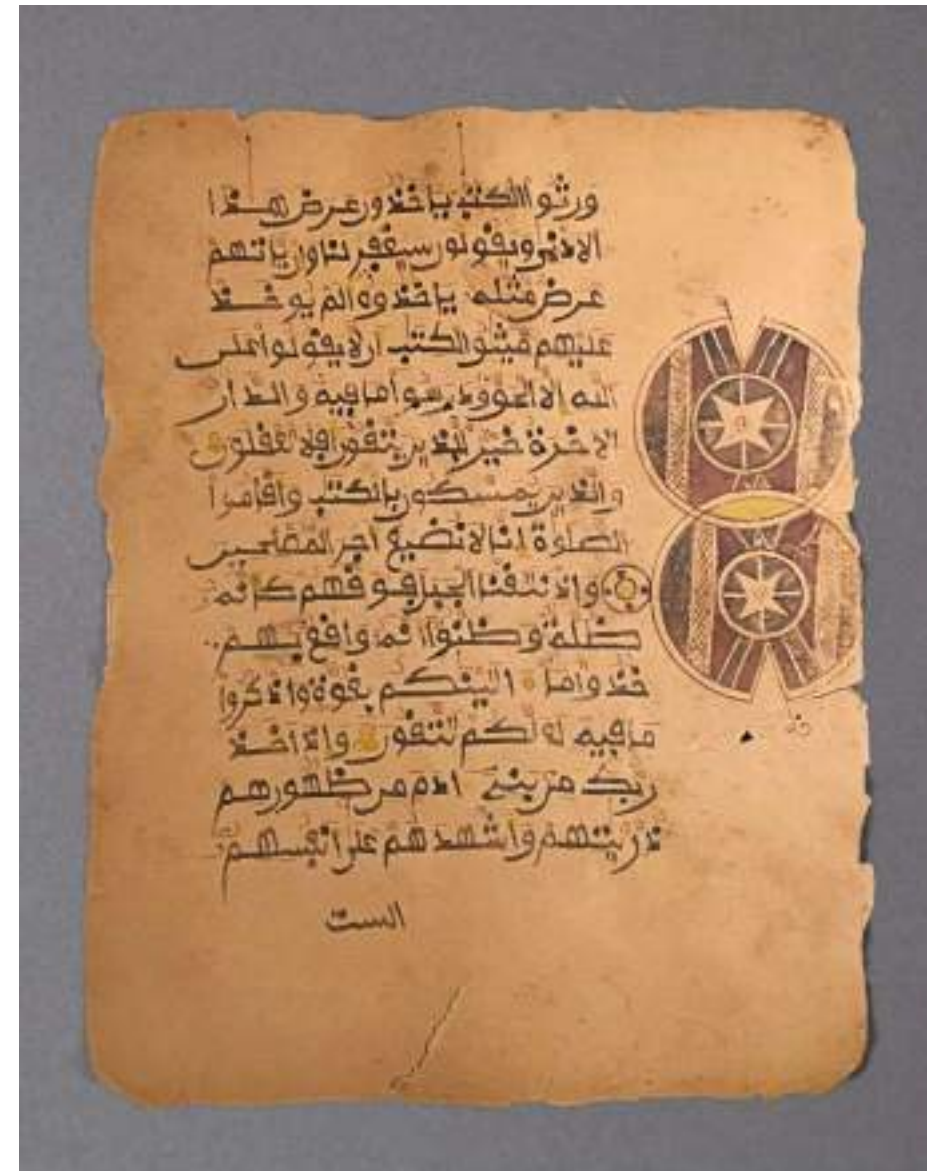 ورثوا الكتب ياخذون عرض هذا
الادنى ويقولون سيغفر لنا وان ياتهم
عرض مثله ياخذوه الم يوخذ
عليهم ميثق الكتب ان لا يقولوا على
الله الا الحق ودرسوا ما فيه والدار
الاخرة خير للذين يتقون افلا تعقلون
والذين يمسكون بالكتب واقاموا
الصلوة انا لا نضيع اجر المصلحين
واذ نتقنا الجبل فوقهم كانه
ظلة وظنوا انه واقع بهم
خذوا ما اتينكم بقوة واذكروا
ما فيه لعلكم تتقون واذ اخذ
ربك من بني ادم من ظهورهم
ذريتهم واشهدهم على انفسهم
الست